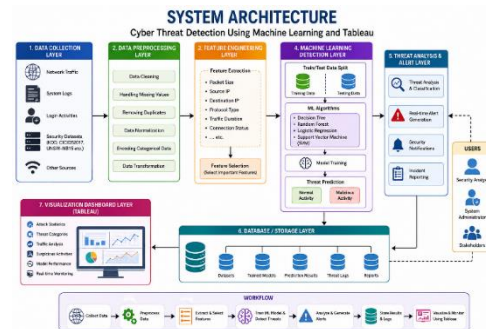 SYSTEM ARCHITECTURE
Cyber Threat Detection Using Machine Learning and Tableau
1. DATA COLLECTION
LAYER
Network Traffic
System Logs
Login Activities
Security Datasets
Other Sources
2. DATA PREPROCESSING
LAYER
Data Cleaning
Handling Missing Values
Removing Duplicates
Data Normalization
Encoding Categorical Data
Data Transformation
2. FEATURE ENGINEERING
LAYER
Feature Extraction
• Packet Size
• Source IP
• Destination IP
• Protocol Type
• Traffic Duration
• Connection Status
• ... etc.
Feature Selection
(Select Important Features)
4. MACHINE LEARNING
DETECTION LAYER
Train/Test Data Split
Training Data
Testing Data
ML Algorithms
• Decision Tree
• Random Forest
• Logistic Regression
• Support Vector Machine
(SVM)
Model Training
Threat Prediction
Normal
Activity
Malicious
Activity
5. THREAT ANALYSIS &
ALERT LAYER
Threat Analysis
& Classification
Real-time Alert
Generation
Security
Notifications
Incident
Reporting
USERS
Security Analyst
System
Administrator
Stakeholders
7. VISUALIZATION DASHBOARD LAYER
(TABLEAU)
Attack Statistics
Threat Categories
Traffic Analysis
Suspicious Activities
Model Performance
Real-time Monitoring
6. DATABASE / STORAGE LAYER
Datasets
Trained Models
Prediction Results
Threat Logs
Reports
WORKFLOW
Collect Data
Preprocess
Data
Extract & Select
Features
Train ML Model &
Detect Threats
Analyze & Generate
Alerts
Store Results
& Logs
Visualize & Monitor
Using Tableau